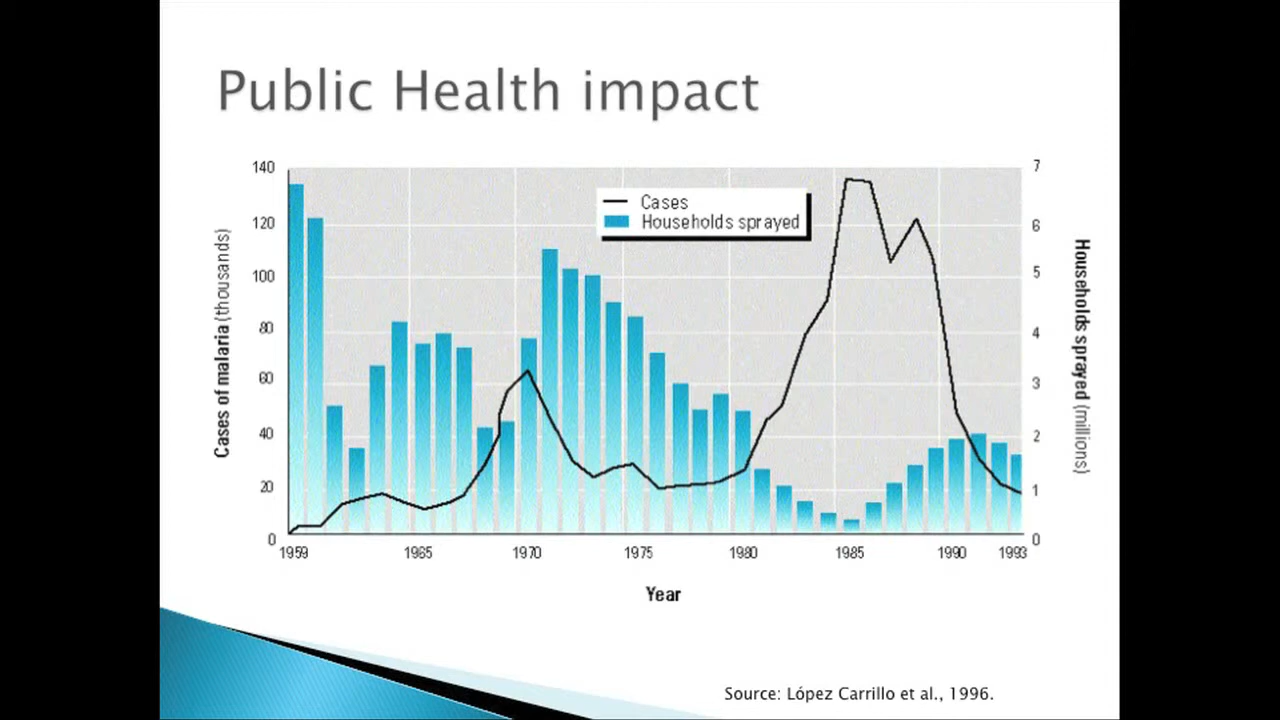 Public Health impact
140
120
100
80
60
40
20
0
Cases of malaria (thousands)
Cases
Households sprayed
7
6
5
4
3
2
1
0
Households sprayed (millions)
1959 1965 1970 1975 1980 1985 1990 1993
Year
Source: López Carrillo et al., 1996.